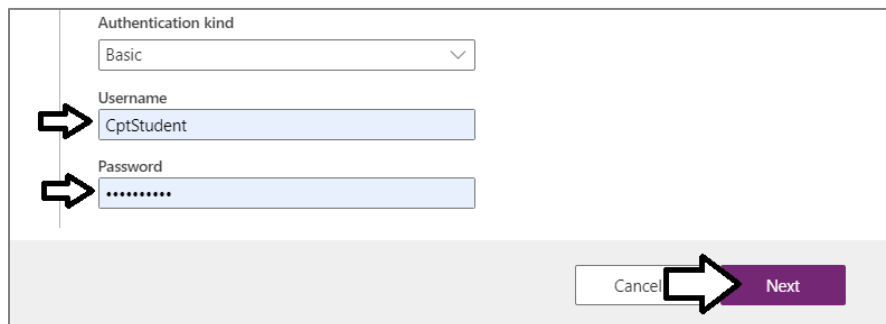 Authentication kind
Basic
Username
CptStudent
Password
••••••••••
Cancel
Next